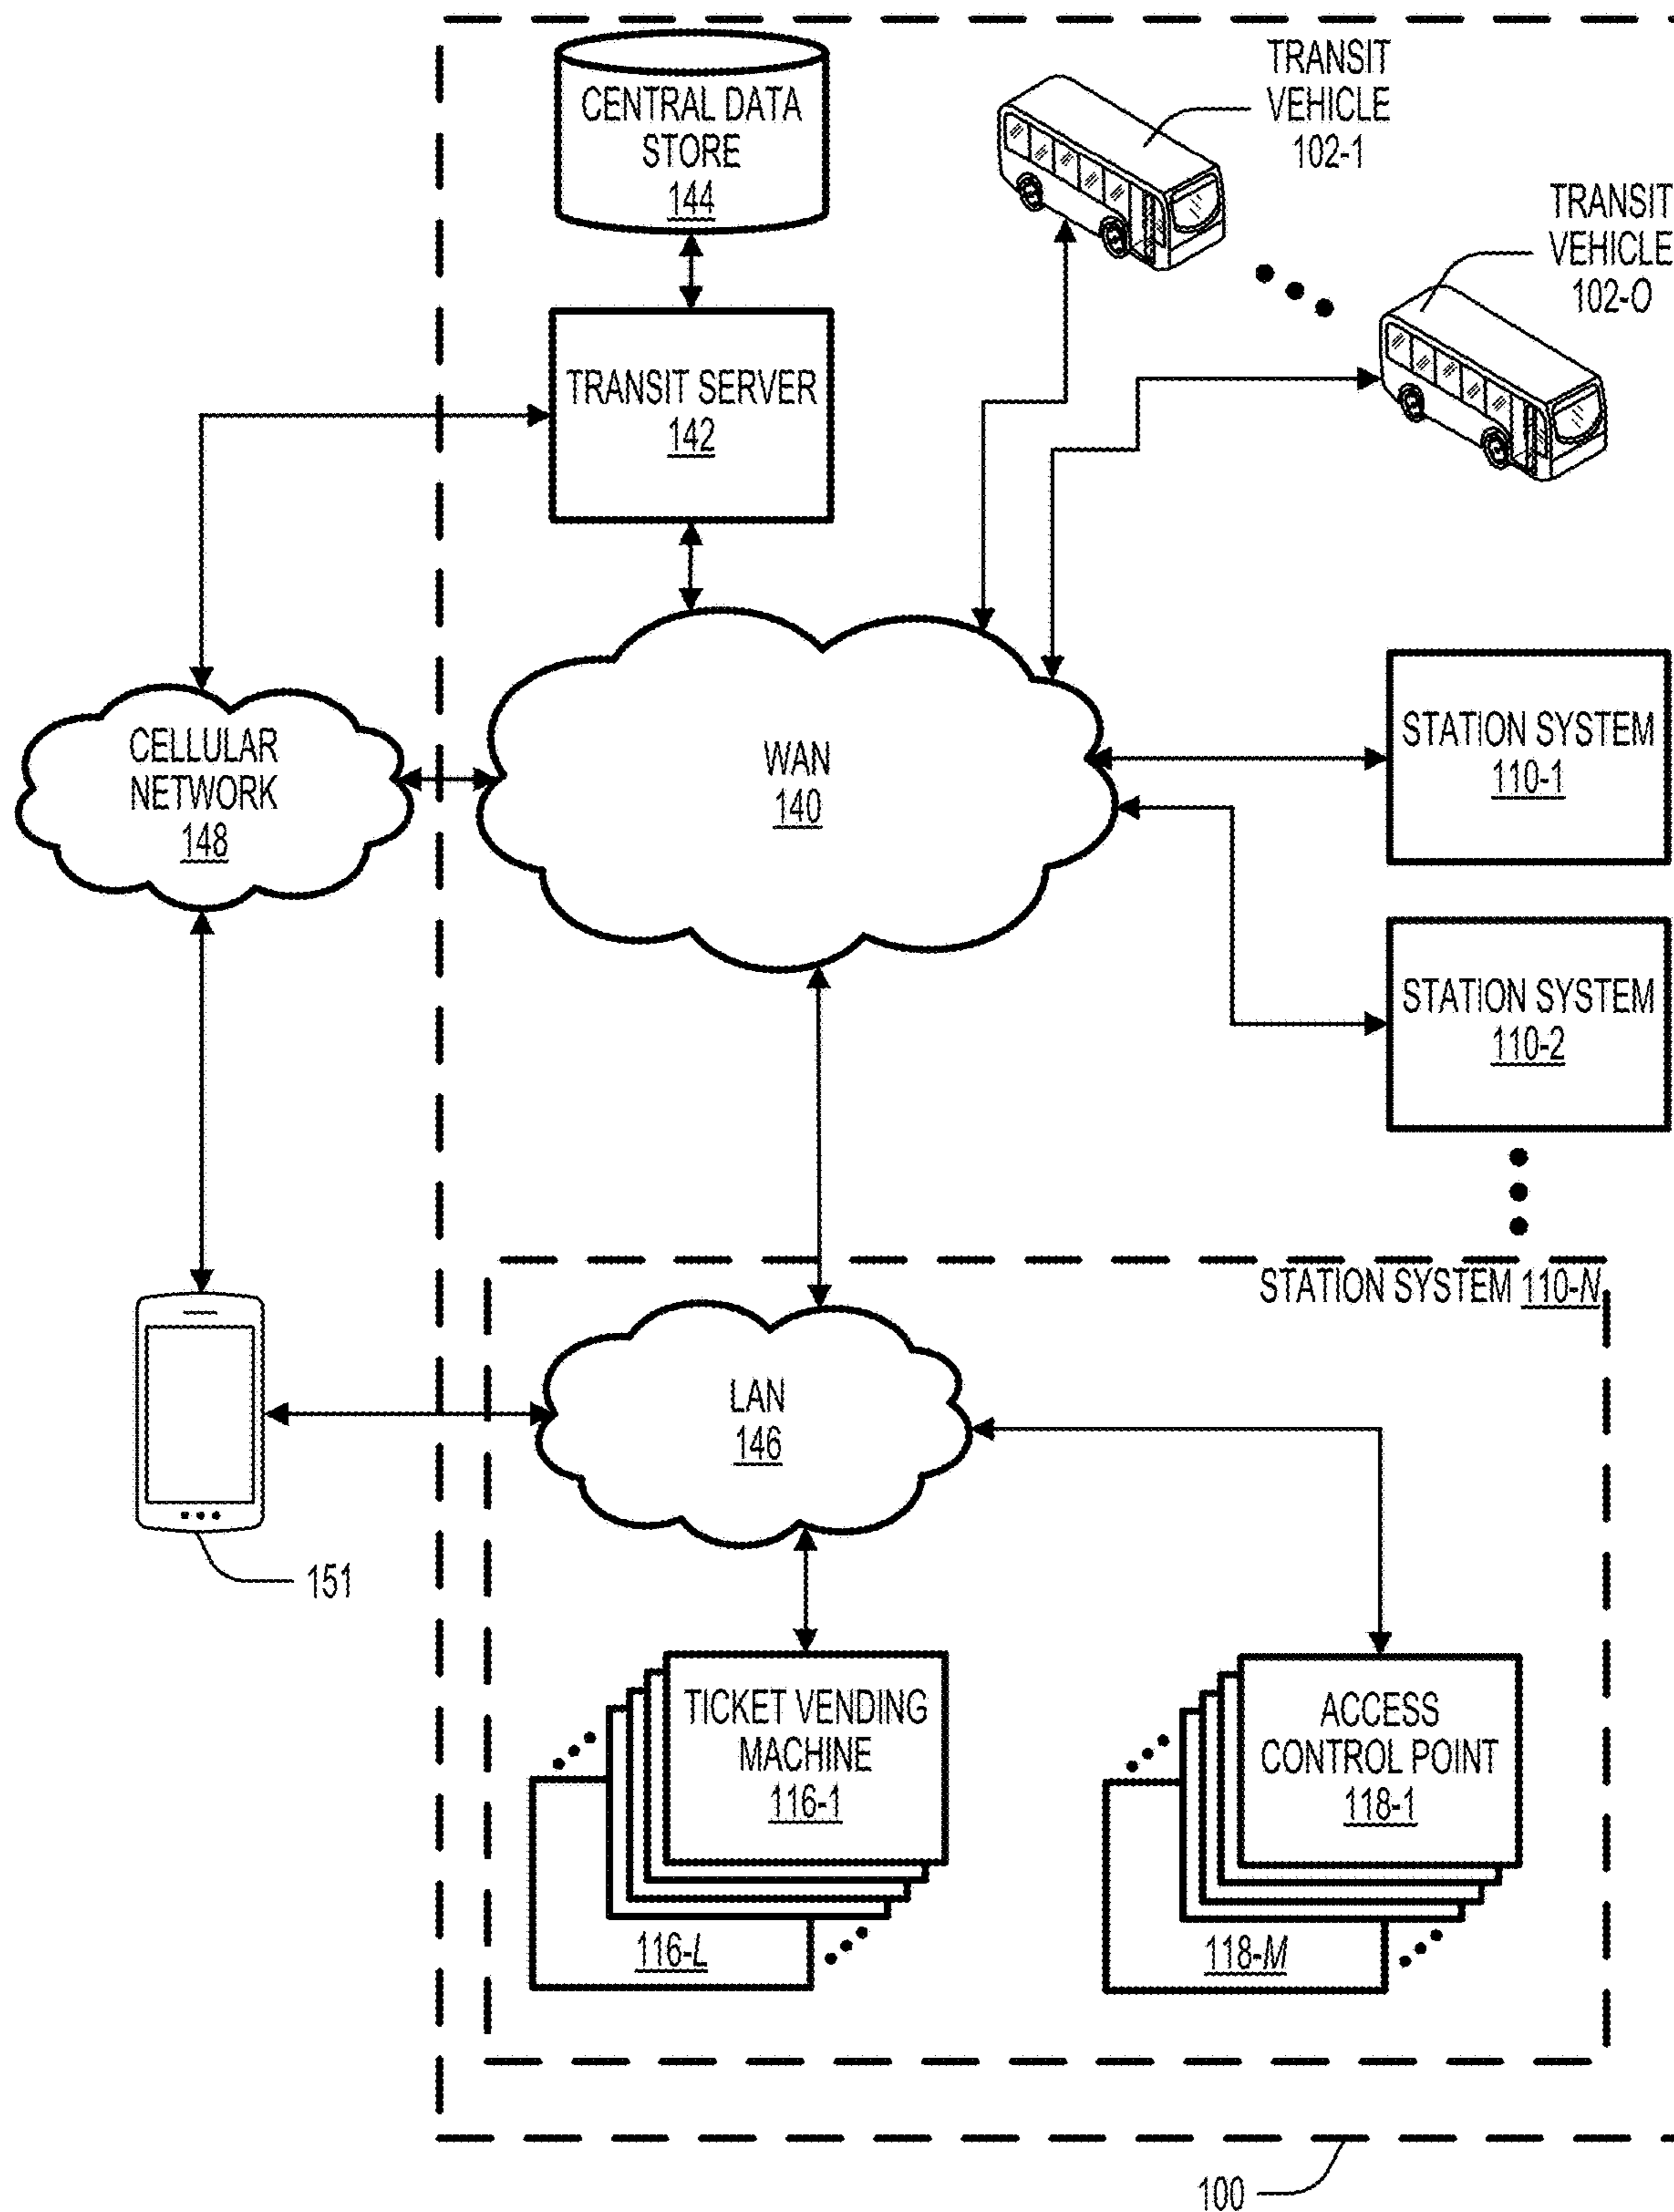 CENTRAL DATA
STORE
144
TRANSIT
VEHICLE
102-1
TRANSIT
VEHICLE
102-O
TRANSIT SERVER
142
CELLULAR
NETWORK
148
WAN
140
STATION SYSTEM
110-1
STATION SYSTEM
110-2
STATION SYSTEM 110-N
LAN
146
151
TICKET VENDING
MACHINE
116-1
116-L
ACCESS
CONTROL POINT
118-1
118-M
100